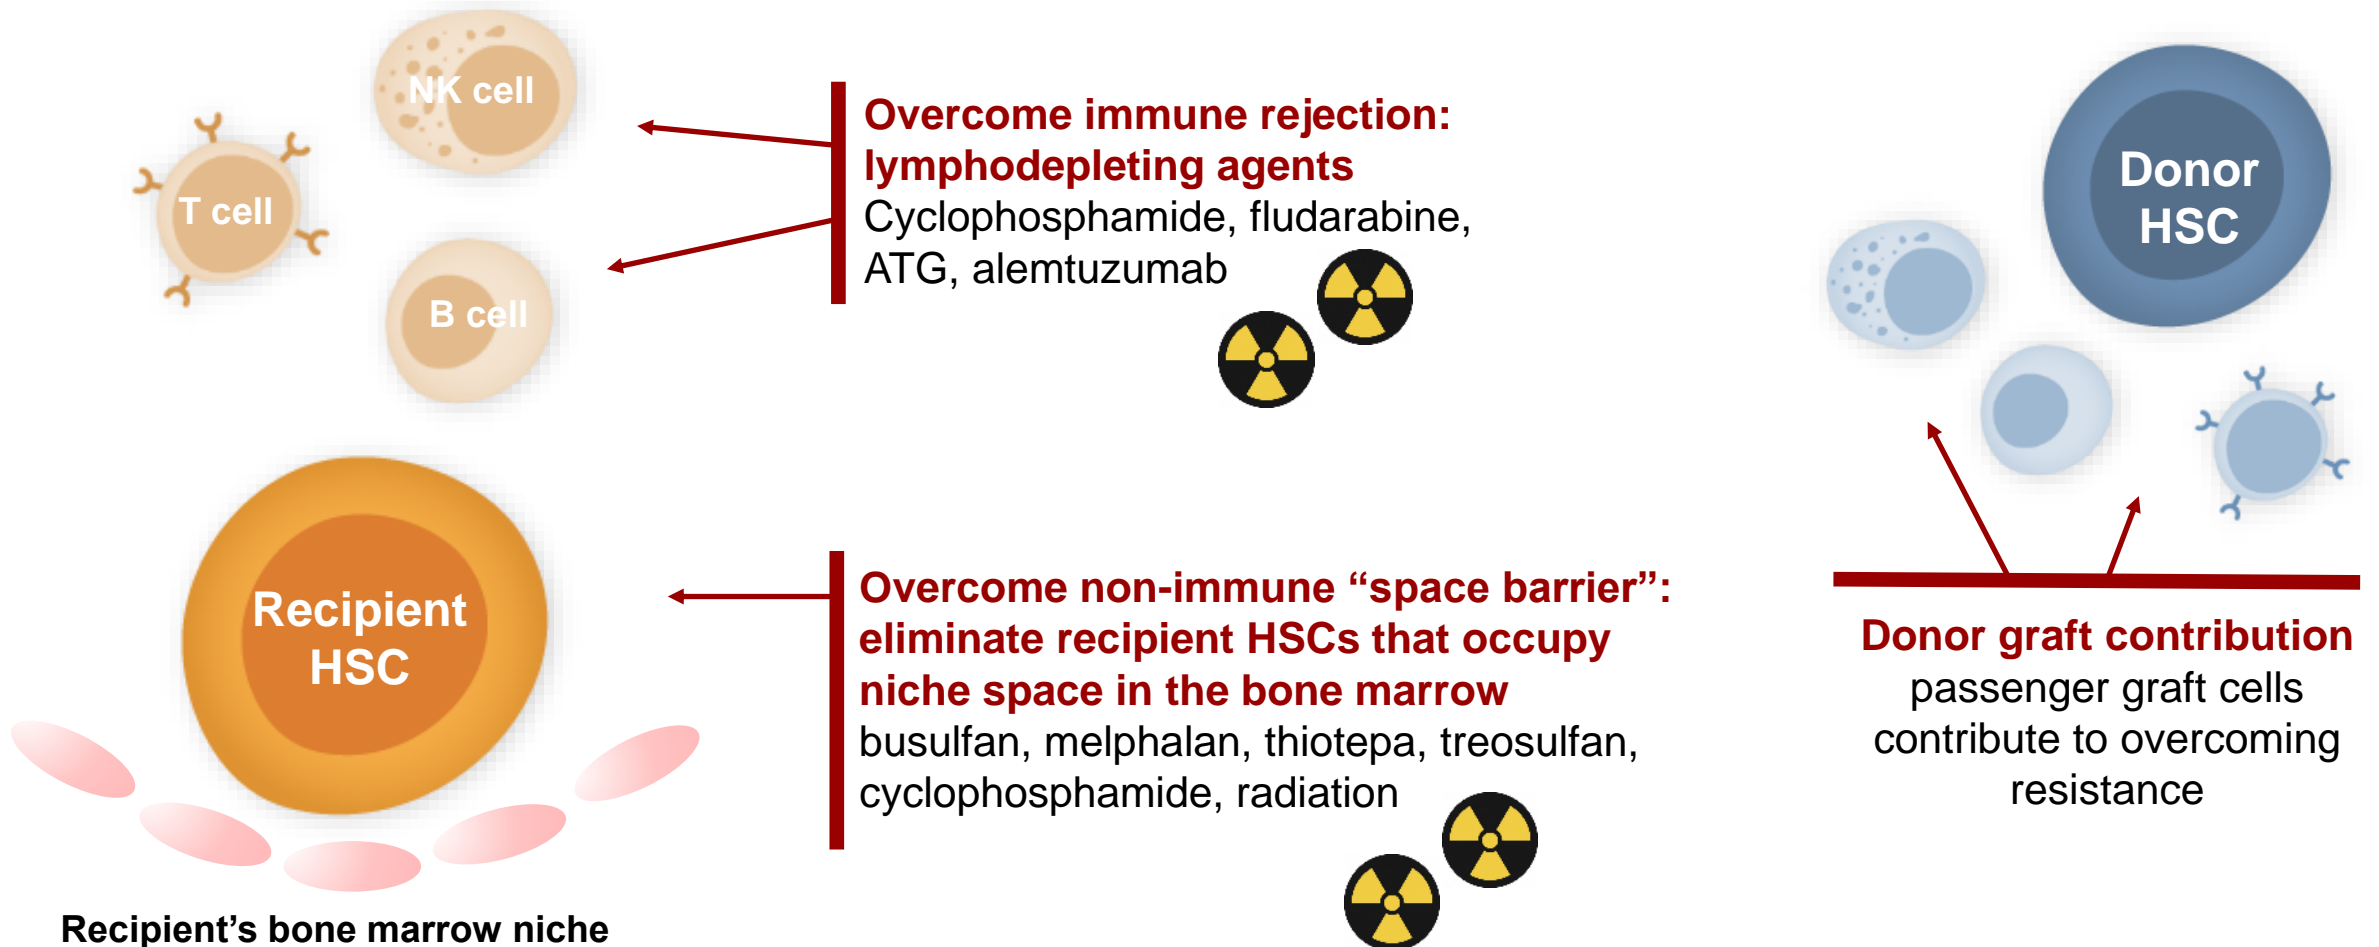 NK cell
T cell
B cell
Overcome immune rejection:
lymphodepleting agents
Cyclophosphamide, fludarabine,
ATG, alemtuzumab
Donor
HSC
Recipient
HSC
Overcome non-immune “space barrier”:
eliminate recipient HSCs that occupy
niche space in the bone marrow
busulfan, melphalan, thiotepa, treosulfan,
cyclophosphamide, radiation
Donor graft contribution
passenger graft cells
contribute to overcoming
resistance
Recipient’s bone marrow niche